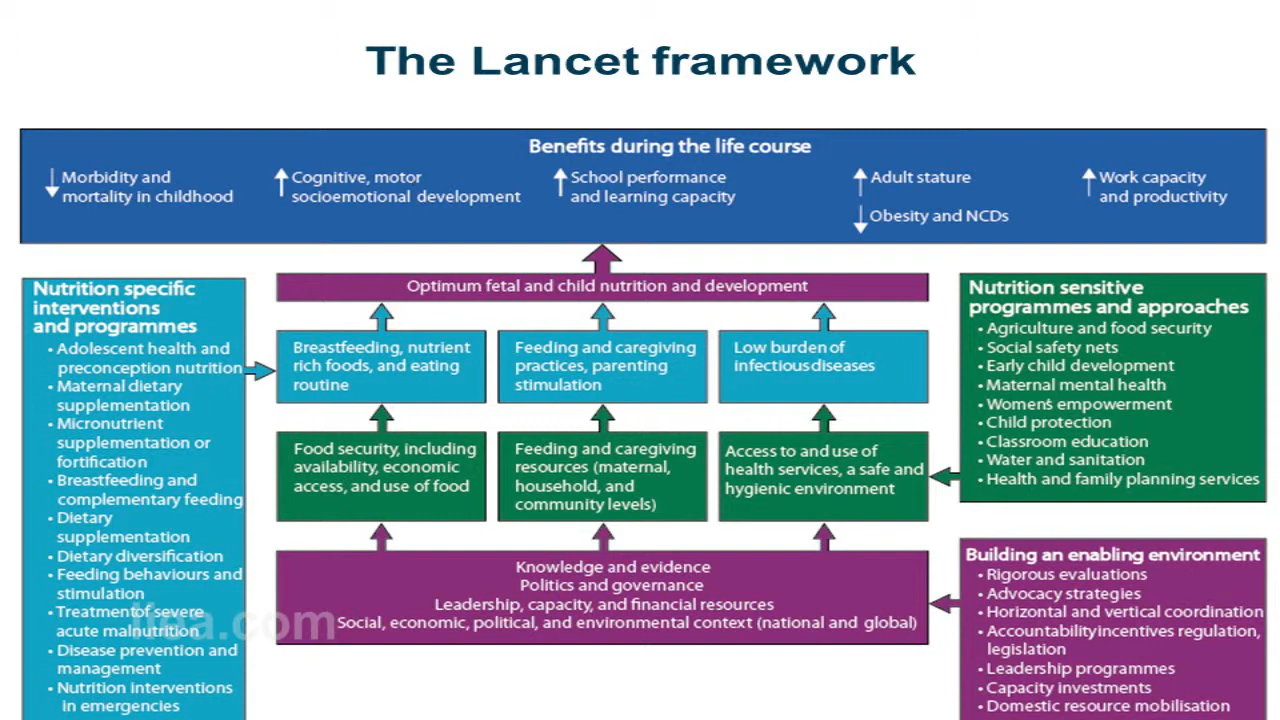 The Lancet framework
Benefits during the life course
Morbidity and
mortality in childhood
Cognitive, motor
socioemotional development
School performance
and learning capacity
Adult stature
Obesity and NCDs
Work capacity
and productivity
Nutrition specific
interventions
and programmes
• Adolescent health and
preconception nutrition
• Maternal dietary
supplementation
• Micronutrient
supplementation or
fortification
• Breastfeeding and
complementary feeding
• Dietary
supplementation
• Dietary diversification
• Feeding behaviours and
stimulation
• Treatmentof severe
acute malnutrition
• Disease prevention and
management
• Nutrition interventions
in emergencies
Optimum fetal and child nutrition and development
Breastfeeding, nutrient
rich foods, and eating
routine
Feeding and caregiving
practices, parenting
stimulation
Low burden of
infectiousdiseases
Food security, including
availability, economic
access, and use of food
Feeding and caregiving
resources (maternal,
household, and
community levels)
Access to and use of
health services, a safe and
hygienic environment
Knowledge and evidence
Politics and governance
Leadership, capacity, and financial resources
Social, economic, political, and environmental context (national and global)
Nutrition sensitive
programmes and approaches
• Agriculture and food security
• Social safety nets
• Early child development
• Maternal mental health
• Women's empowerment
• Child protection
• Classroom education
• Water and sanitation
• Health and family planning services
Building an enabling environment
• Rigorous evaluations
• Advocacy strategies
• Horizontal and vertical coordination
• Accountabilityincentives regulation,
legislation
• Leadership programmes
• Capacity investments
• Domestic resource mobilisation